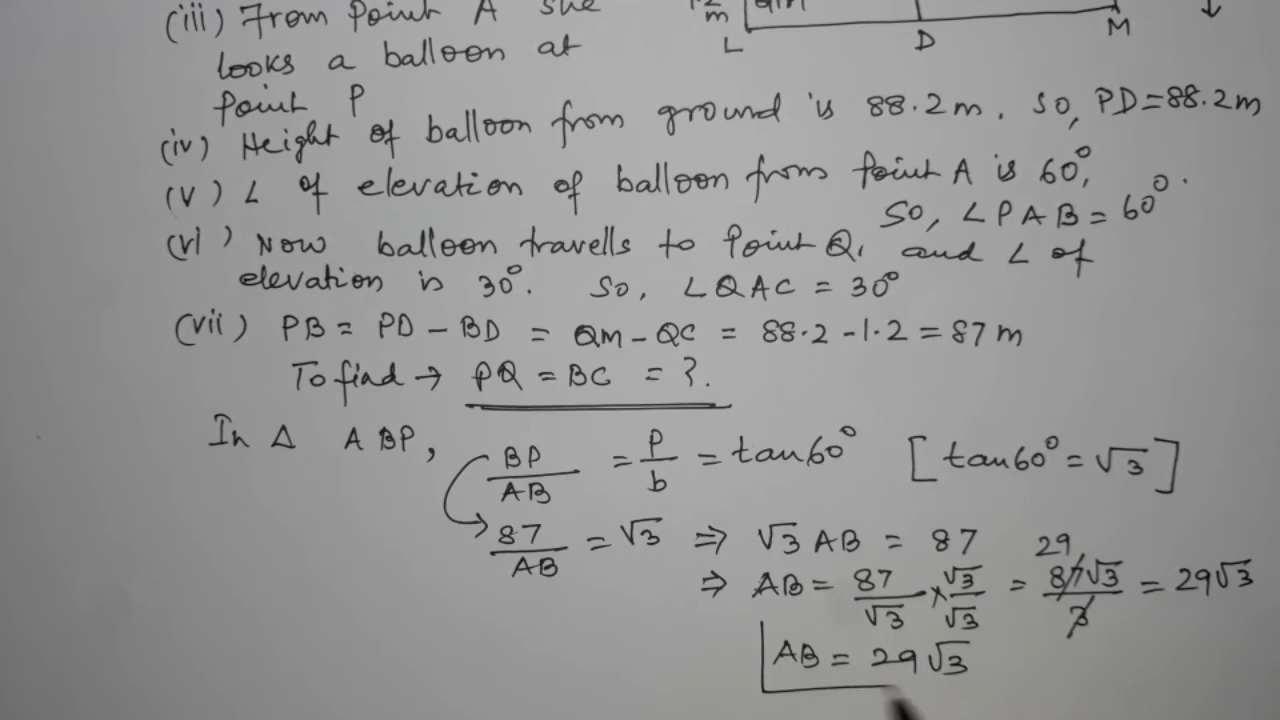 (iii) From Point A she
looks a balloon at
Point P
m
L D M
(iv) Height of balloon from ground is 88.2m. So, PD=88.2m
(v) ∠ of elevation of balloon from Point A is 60°,
So, ∠PAB = 60°.
(vi) Now balloon travells to Point Q, and ∠ of
elevation is 30°. So, ∠QAC = 30°
(vii) PB = PD - BD = QM - QC = 88.2 - 1.2 = 87 m
To find → PQ = BC = ?.
In Δ ABP, BP/AB = P/b = tan60° [tan60° = √3]
87/AB = √3 ⇒ √3 AB = 87
⇒ AB = 87/√3 × √3/√3 = 87√3/3 = 29√3
29
AB = 29√3